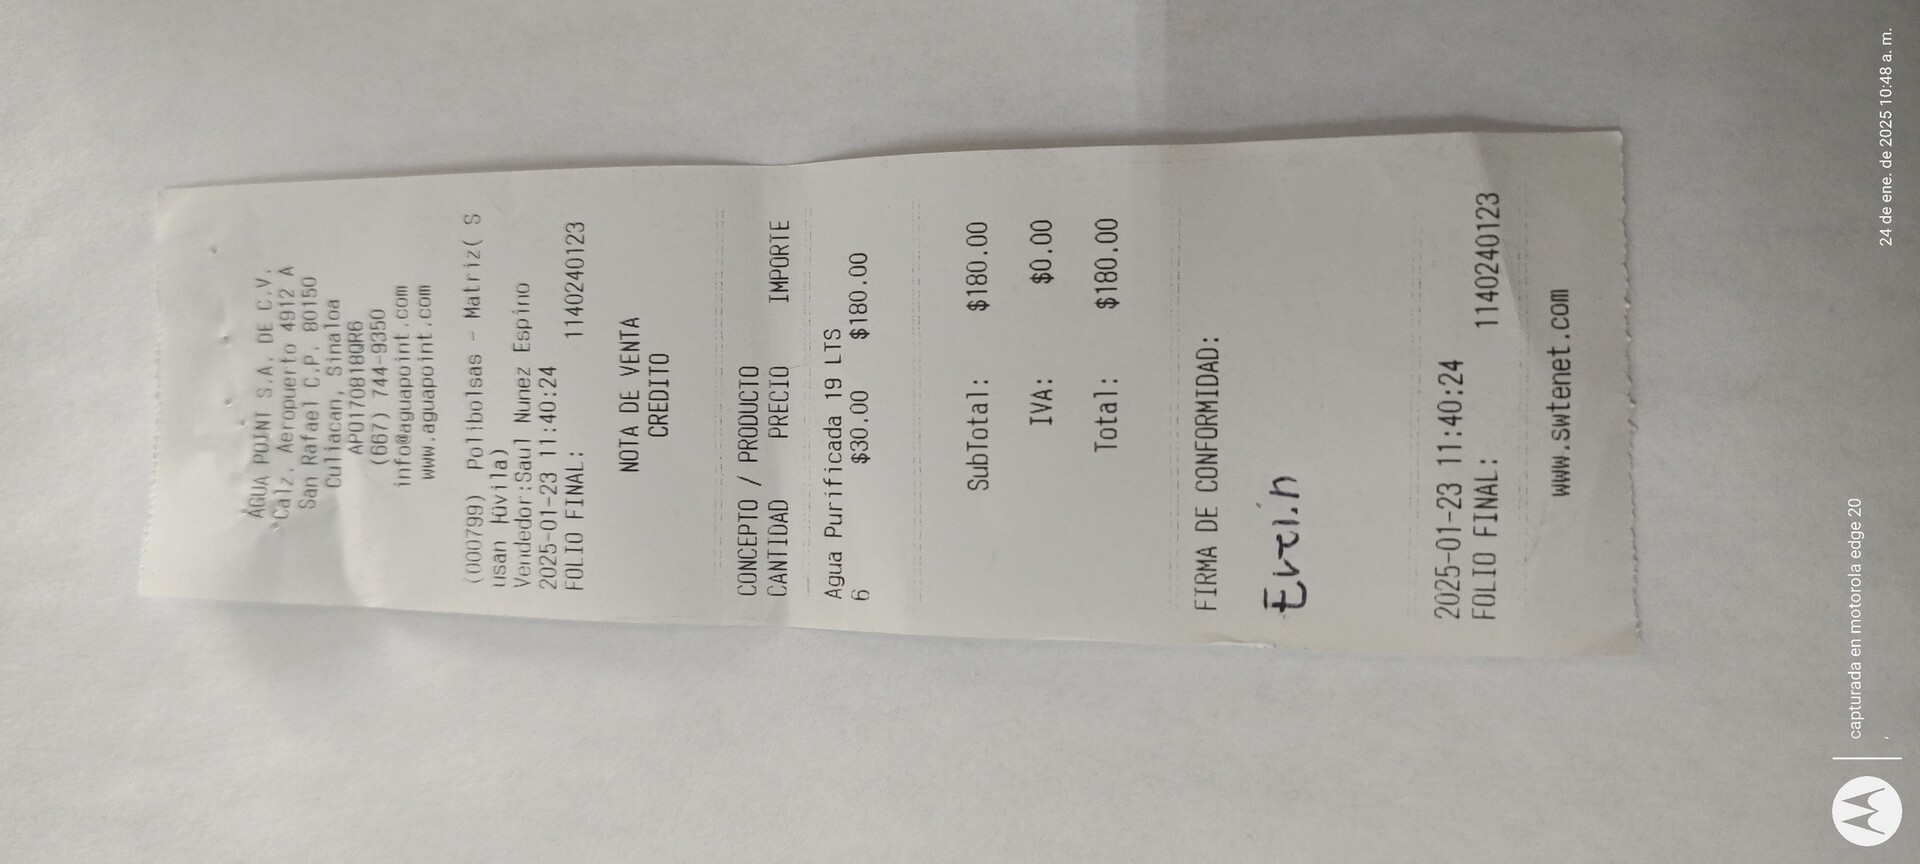 AGUA POINT S.A. DE C.V.
Calz. Aeropuerto 4912 A
San Rafael C.P. 80150
Culiacan, Sinaloa
APO170818QR6
(667) 744-9350
info@aguapoint.com
www.aguapoint.com
(000799) Polibolsas - Matriz( S
usan
Vendedor:Saul Nunez Espino
2025-01-23 11:40:24
FOLIO FINAL: 1140240123
NOTA DE VENTA
CREDITO
CONCEPTO / PRODUCTO
CANTIDAD PRECIO IMPORTE
Agua Purificada 19 LTS
6 $30.00 $180.00
SubTotal: $180.00
IVA: $0.00
Total: $180.00
FIRMA DE CONFORMIDAD:
2025-01-23 11:40:24
FOLIO FINAL: 1140240123
www.swtenet.com
capturada en motorola edge 20
24 de ene. de 2025 10:48 a. m.